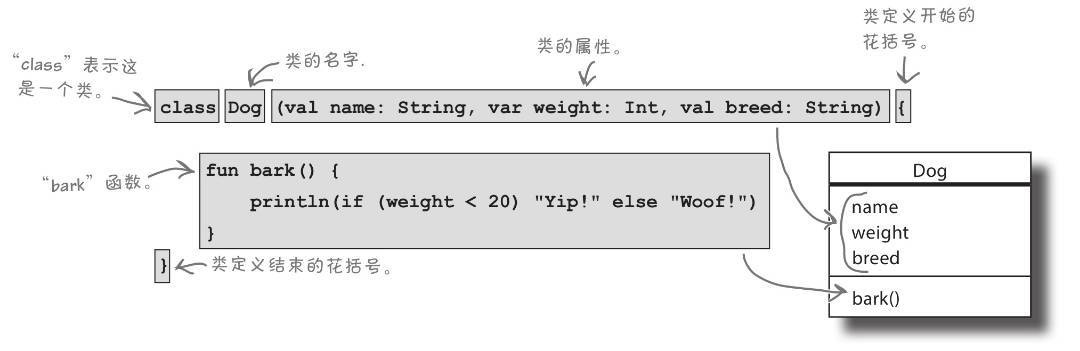 类定义开始的
花括号。
类的属性。
类的名字.
“class”表示这
是一个类。
class Dog (val name: String, var weight: Int, val breed: String) {
“bark”函数。
fun bark() {
println(if (weight < 20) "Yip!" else "Woof!")
}
} 类定义结束的花括号。
Dog
name
weight
breed
bark()